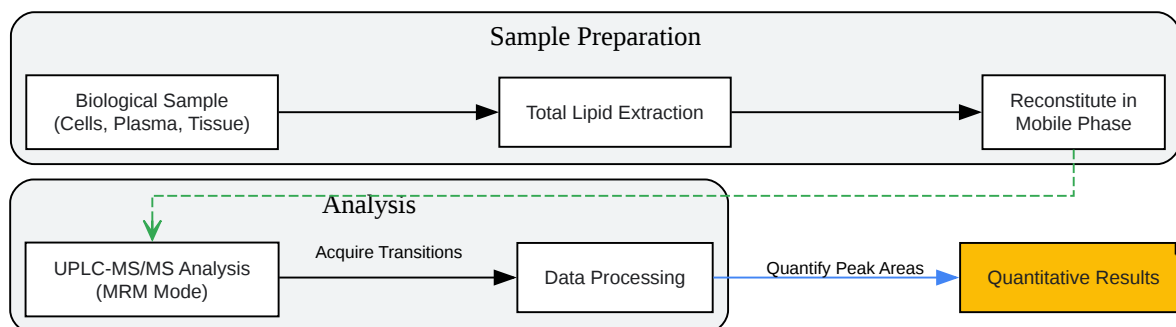 Sample Preparation
Biological Sample
(Cells, Plasma, Tissue)
Total Lipid Extraction
Reconstitute in
Mobile Phase
Analysis
UPLC-MS/MS Analysis
(MRM Mode)
Acquire Transitions
Data Processing
Quantify Peak Areas
Quantitative Results